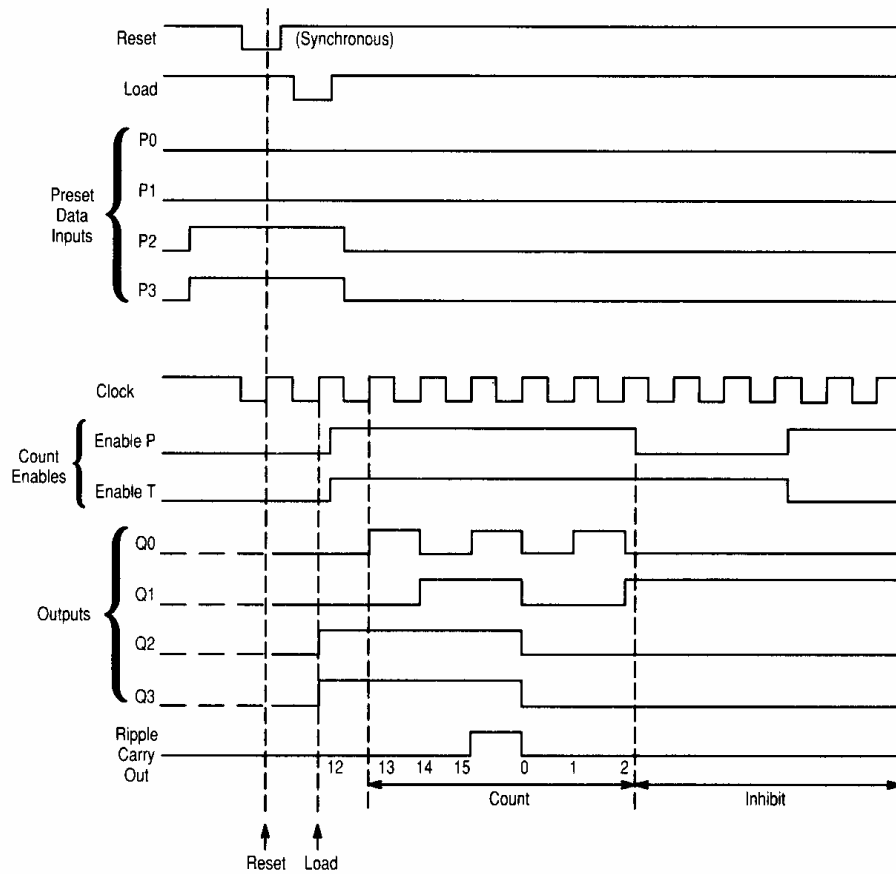 Reset
(Synchronous)
Load
P0
P1
Preset
Data
Inputs
P2
P3
Clock
Enable P
Count
Enables
Enable T
Q0
Q1
Outputs
Q2
Q3
Ripple
Carry
Out
12 13 14 15 0 1 2
Count
Inhibit
Reset Load